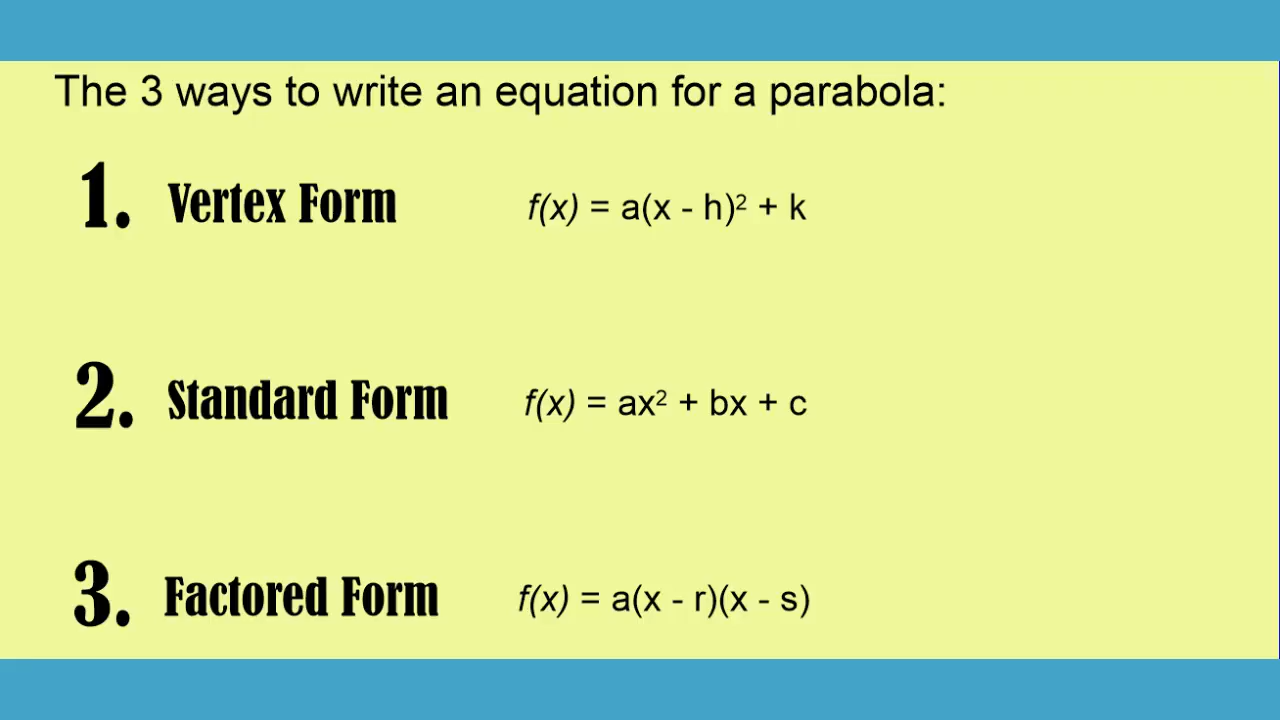 The 3 ways to write an equation for a parabola:
1. Vertex Form f(x) = a(x - h)² + k
2. Standard Form f(x) = ax² + bx + c
3. Factored Form f(x) = a(x - r)(x - s)